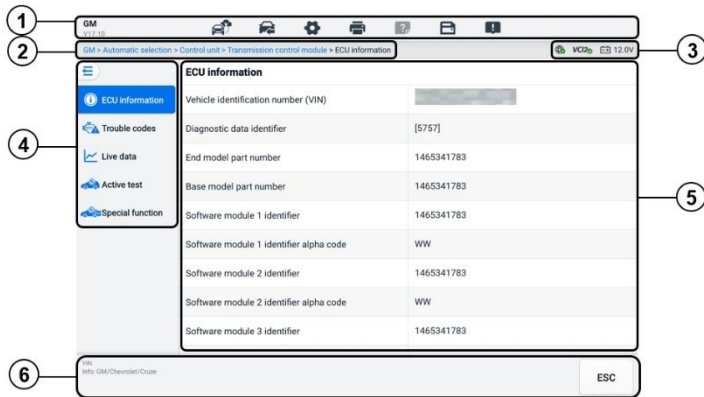 1
GM
V17.10
2
GM > Automatic selection > Control unit > Transmission control module > ECU information
VCI2 12.0V
3
4
ECU information
Trouble codes
Live data
Active test
Special function
ECU information
Vehicle identification number (VIN)
Diagnostic data identifier [5757]
End model part number 1465341783
Base model part number 1465341783
Software module 1 identifier 1465341783
Software module 1 identifier alpha code WW
Software module 2 identifier 1465341783
Software module 2 identifier alpha code WW
Software module 3 identifier 1465341783
5
6
VIN:
Info: GM/Chevrolet/Cruze
ESC